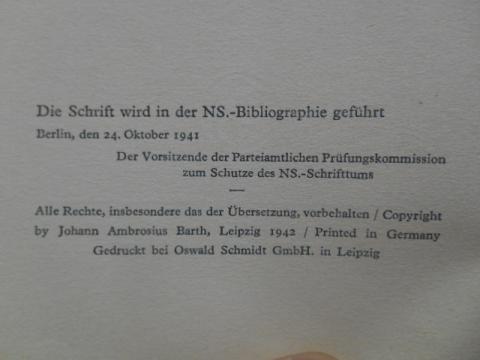 Die Schrift wird in der NS.-Bibliographie geführt
Berlin, den 24. Oktober 1941
Der Vorsitzende der Parteiamtlichen Prüfungskommission
zum Schutze des NS.-Schrifttums
Alle Rechte, insbesondere das der Übersetzung, vorbehalten / Copyright
by Johann Ambrosius Barth, Leipzig 1942 / Printed in Germany
Gedruckt bei Oswald Schmidt GmbH. in Leipzig